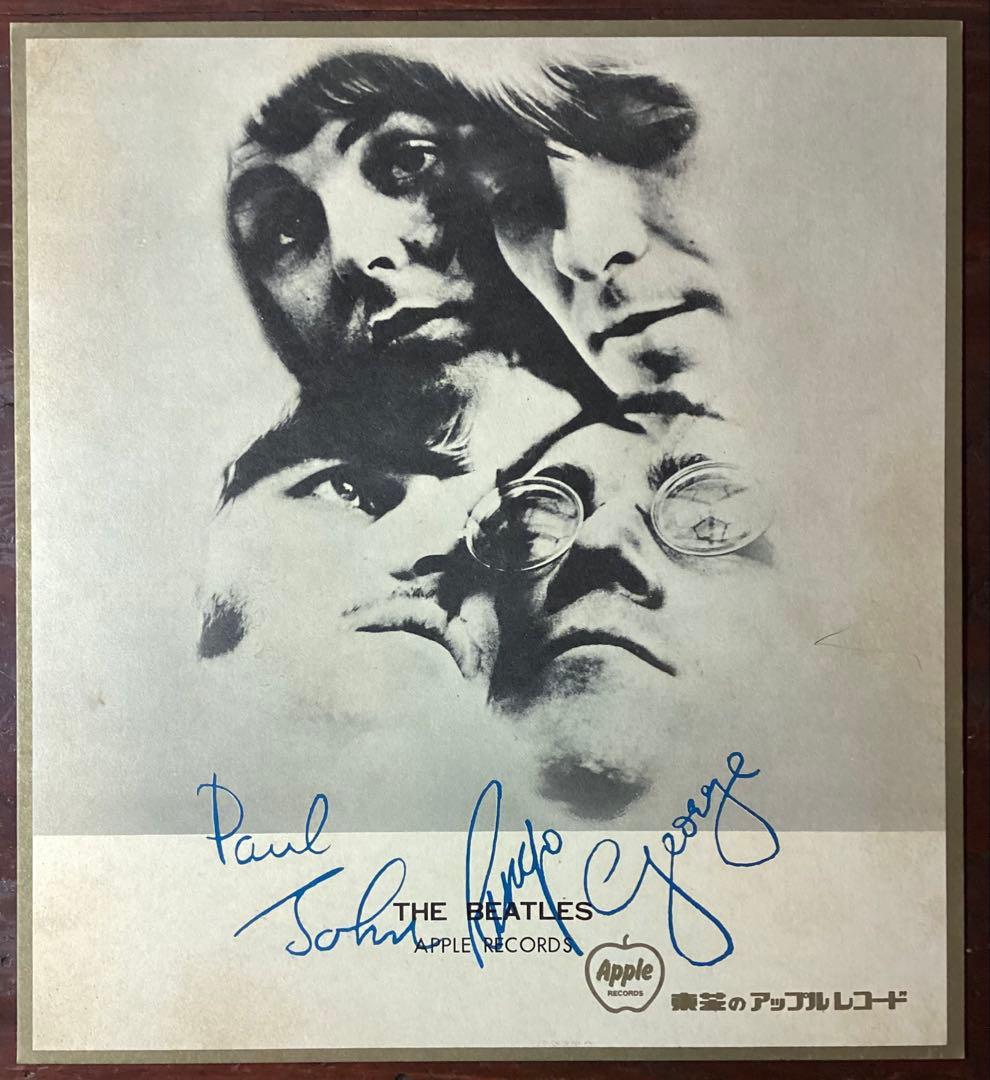 Paul
John
Ringo
George
THE BEATLES
APPLE RECORDS
Apple
RECORDS
東芝のアップルレコード